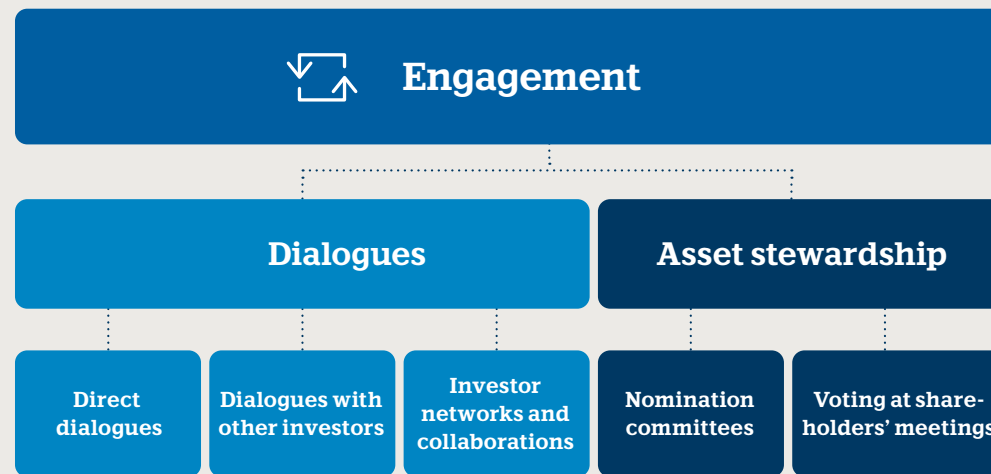 Engagement
Dialogues
Asset stewardship
Direct
dialogues
Dialogues with
other investors
Investor
networks and
collaborations
Nomination
committees
Voting at share-
holders’ meetings